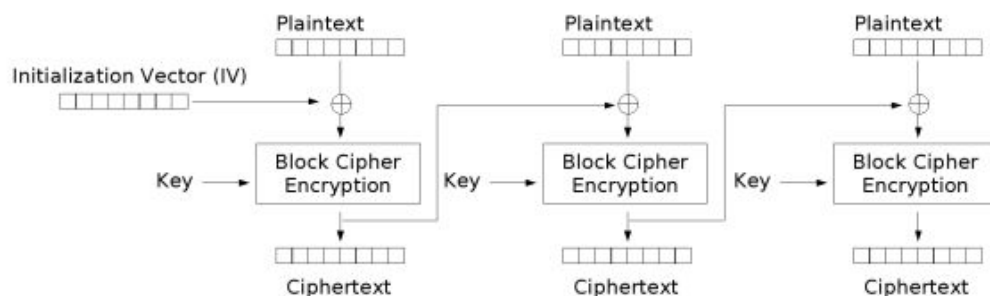 Plaintext
Plaintext
Plaintext
Initialization Vector (IV)
Key
Block Cipher
Encryption
Key
Block Cipher
Encryption
Key
Block Cipher
Encryption
Ciphertext
Ciphertext
Ciphertext